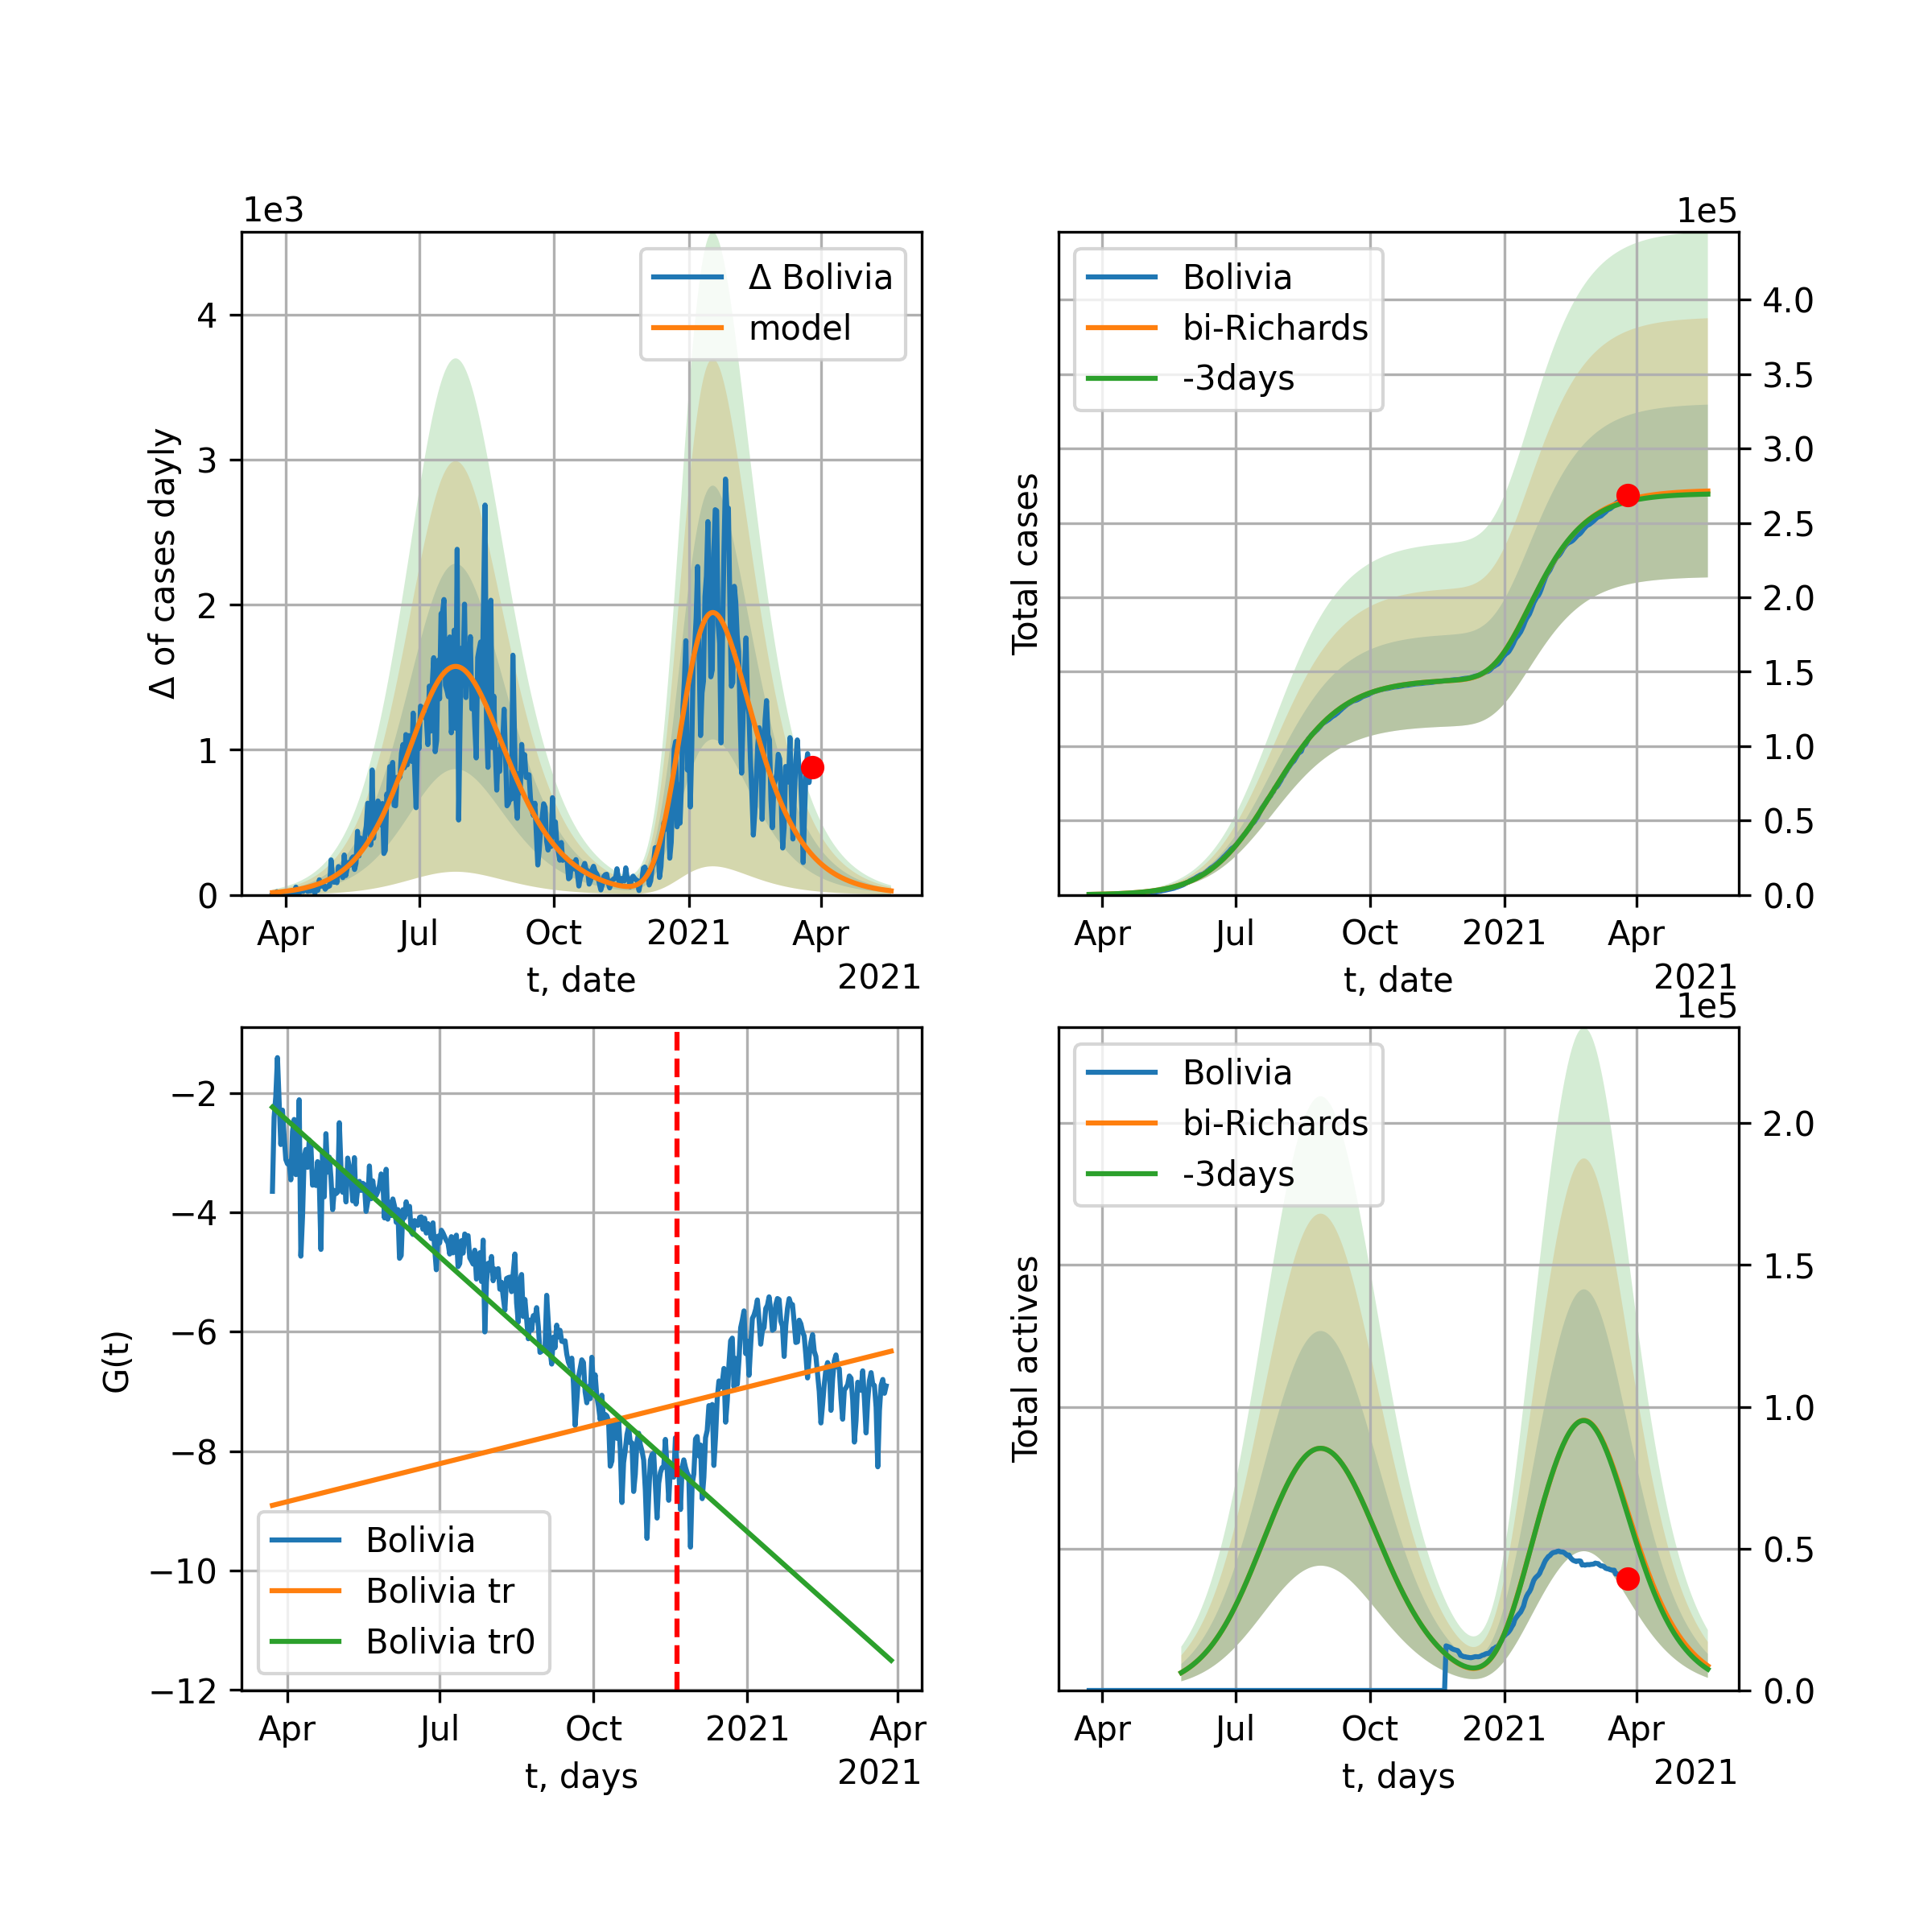 1e3
Δ of cases dayly
4
3
2
1
0
Δ Bolivia
model
Apr
Jul
Oct
2021
Apr
t, date
2021
1e5
Total cases
Bolivia
bi-Richards
-3days
4.0
3.5
3.0
2.5
2.0
1.5
1.0
0.5
0.0
Apr
Jul
Oct
2021
Apr
t, date
2021
G(t)
−2
−4
−6
−8
−10
−12
Bolivia
Bolivia tr
Bolivia tr0
Apr
Jul
Oct
2021
Apr
t, days
2021
1e5
Total actives
Bolivia
bi-Richards
-3days
2.0
1.5
1.0
0.5
0.0
Apr
Jul
Oct
2021
Apr
t, days
2021